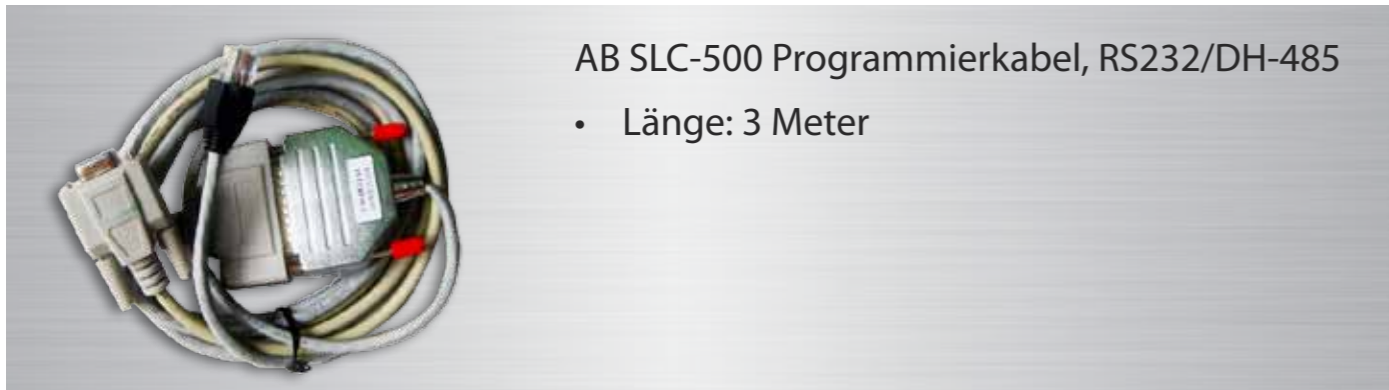 AB SLC-500 Programmierkabel, RS232/DH-485
• Länge: 3 Meter